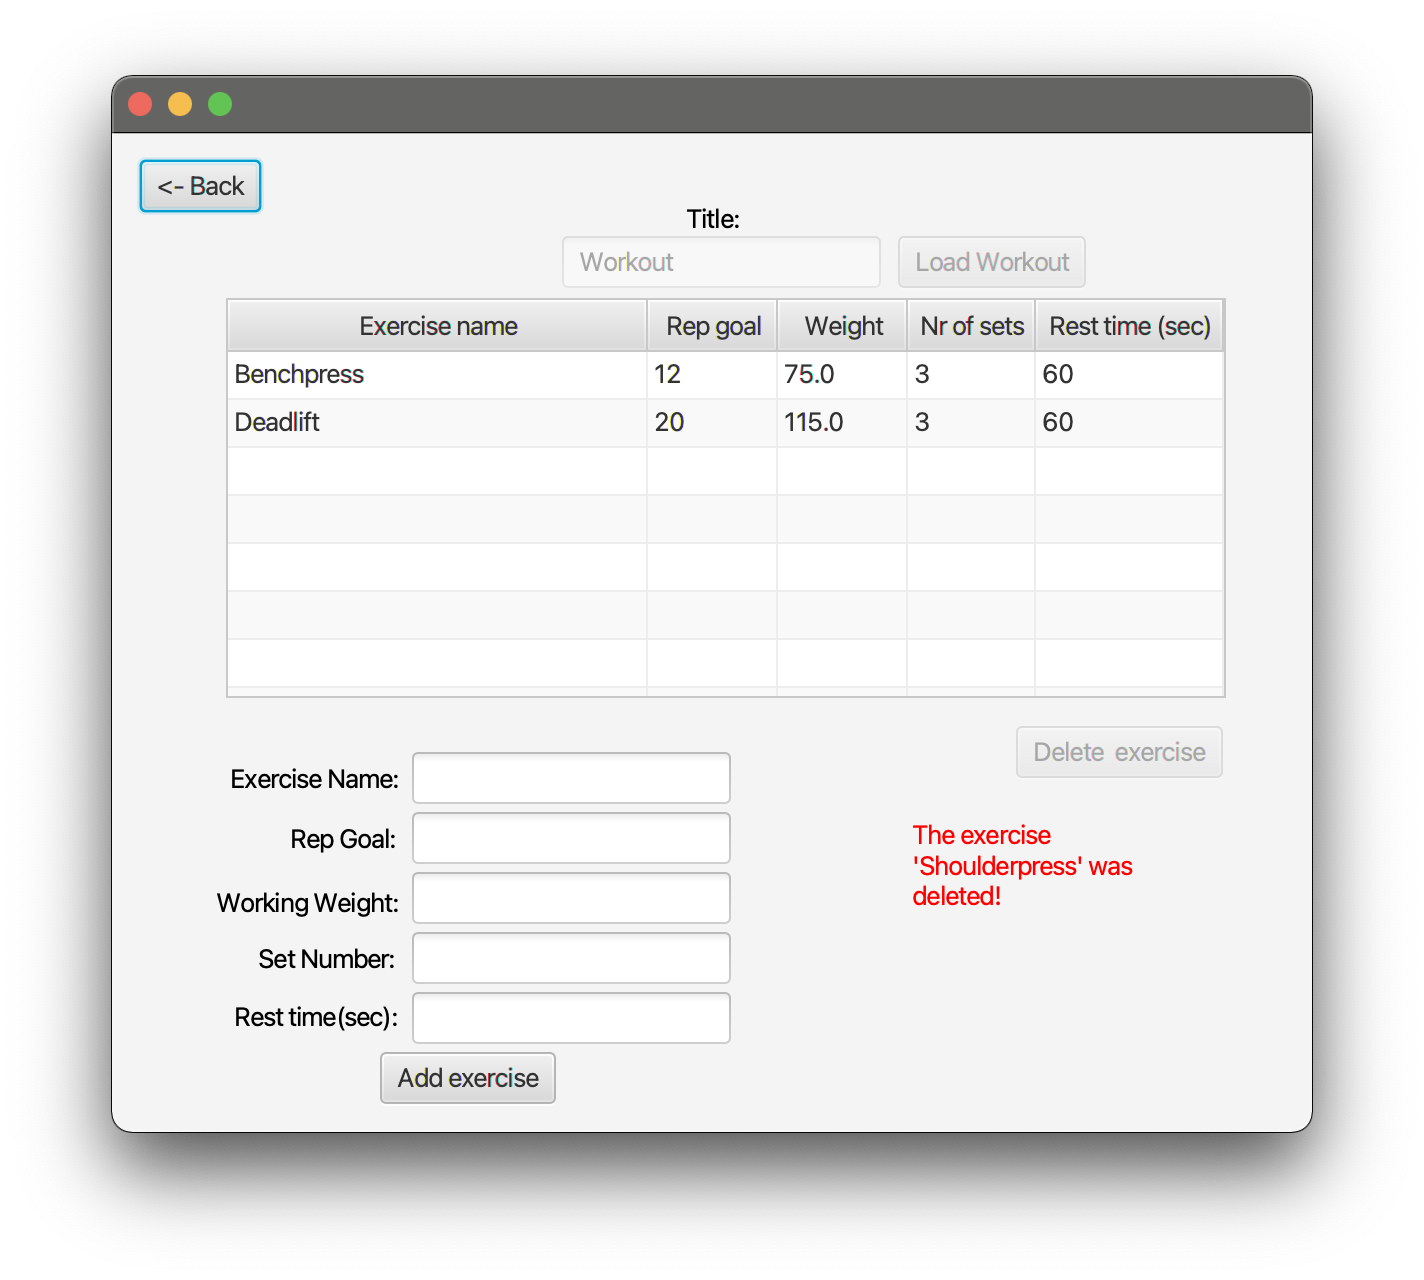 <- Back
Title:
Workout Load Workout
Exercise name Rep goal Weight Nr of sets Rest time (sec)
Benchpress 12 75.0 3 60
Deadlift 20 115.0 3 60
Delete exercise
Exercise Name:
Rep Goal:
Working Weight:
Set Number:
Rest time(sec):
Add exercise
The exercise
'Shoulderpress' was
deleted!